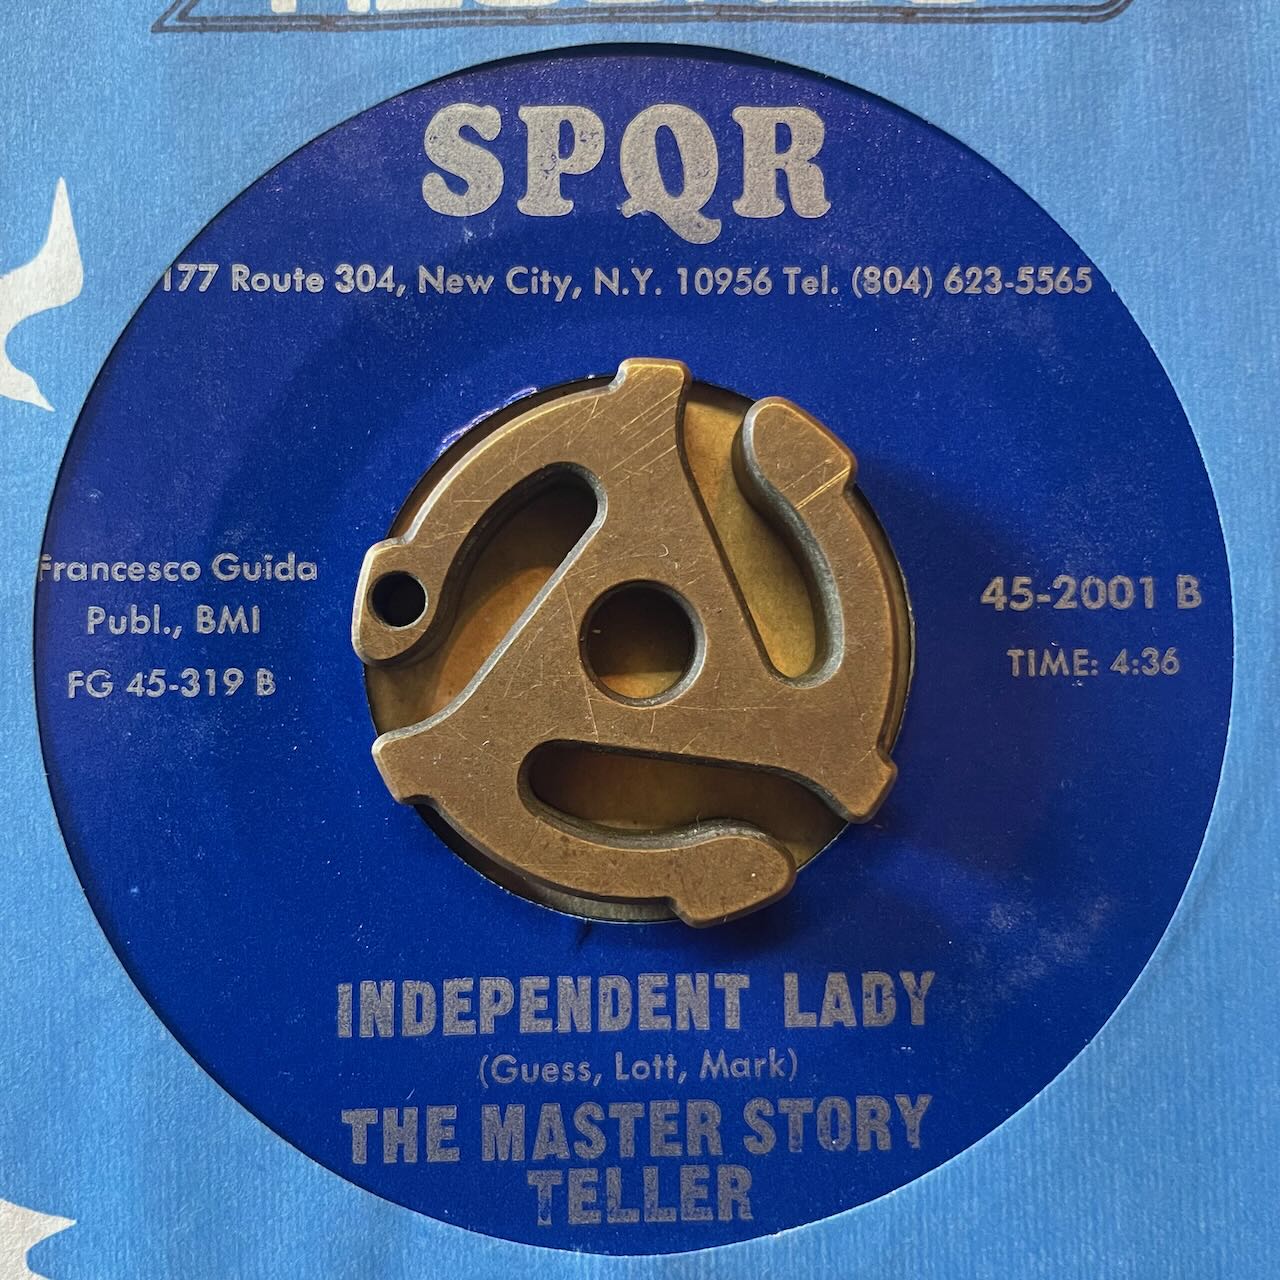 SPQR
177 Route 304, New City, N.Y. 10956 Tel. (804) 623-5565
Francesco Guida
Publ., BMI
FG 45-319 B
45-2001 B
TIME: 4:36
INDEPENDENT LADY
(Guess, Lott, Mark)
THE MASTER STORY
TELLER